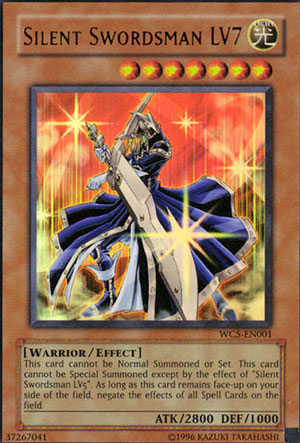 Silent Swordsman LV7
LIGHT
光
WC5-EN001
[Warrior/Effect]
This card cannot be Normal Summoned or Set. This card
cannot be Special Summoned except by the effect of "Silent
Swordsman LV5". As long as this card remains face-up on your
side of the field, negate the effects of all Spell Cards on the
field.
ATK/2800 DEF/1000
37267041
©1996 KAZUKI TAKAHASHI